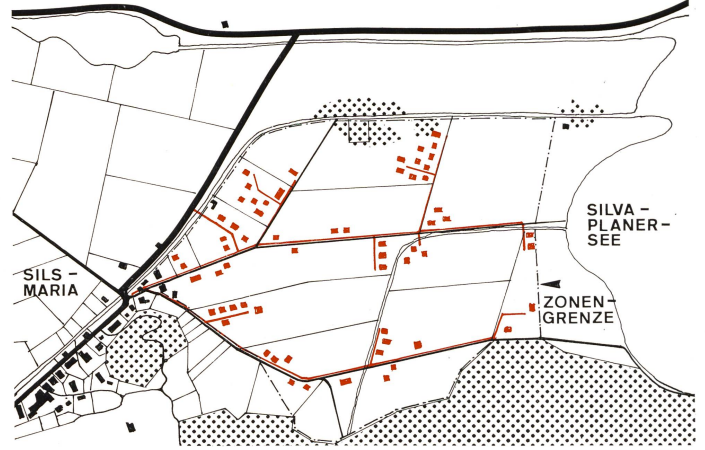 SILS-
MARIA
SILVA-
PLANER-
SEE
ZONEN-
GRENZE